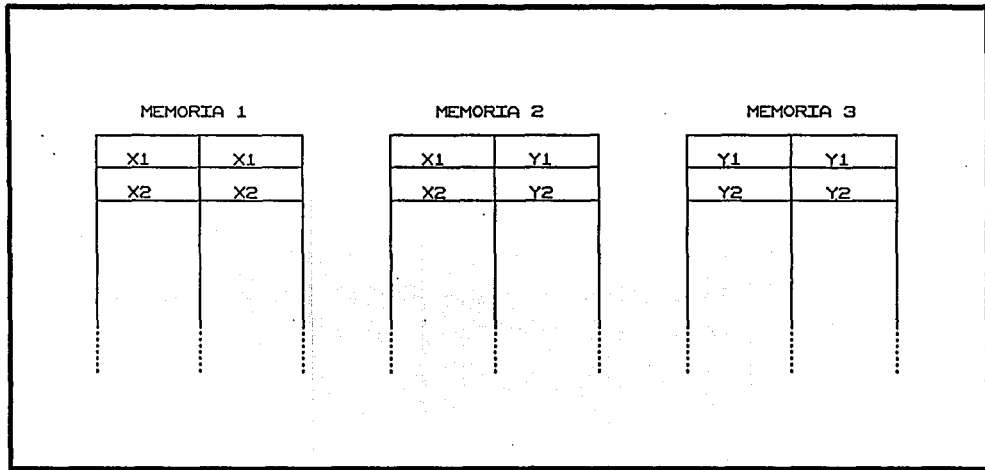 MEMORIA 1 MEMORIA 2 MEMORIA 3
X1 X1 X1 Y1 Y1 Y1
X2 X2 X2 Y2 Y2 Y2